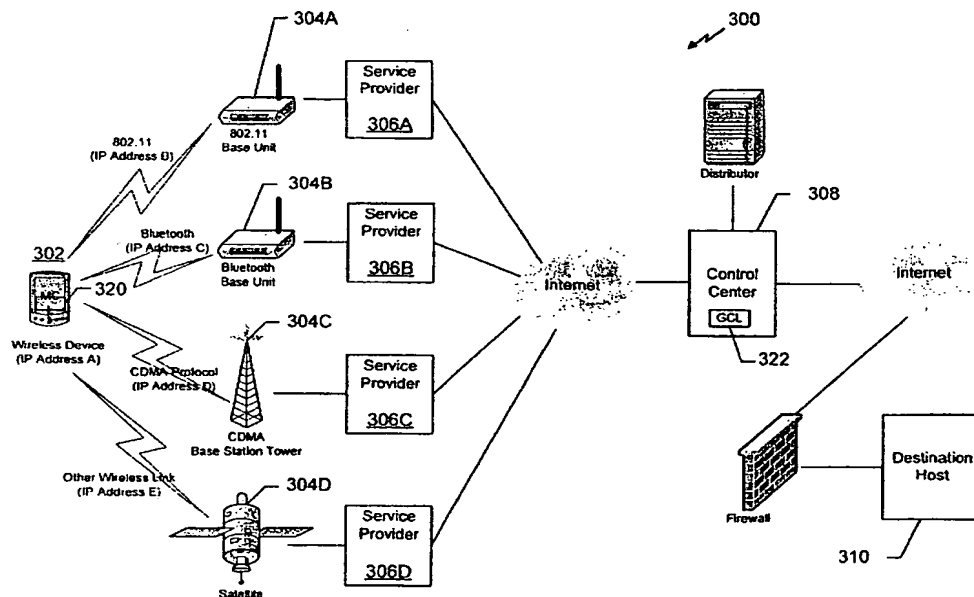 304A
300
Service
Provider
306A
802.11
(IP Address B)
802.11
Base Unit
Distributor
308
304B
Bluetooth
(IP Address C)
302
320
Wireless Device
(IP Address A)
Bluetooth
Base Unit
Service
Provider
306B
Internet
Control
Center
GCL
322
Internet
304C
CDMA Protocol
(IP Address D)
CDMA
Base Station Tower
Service
Provider
306C
Other Wireless Link
(IP Address E)
304D
Satellite
Service
Provider
306D
Firewall
Destination
Host
310